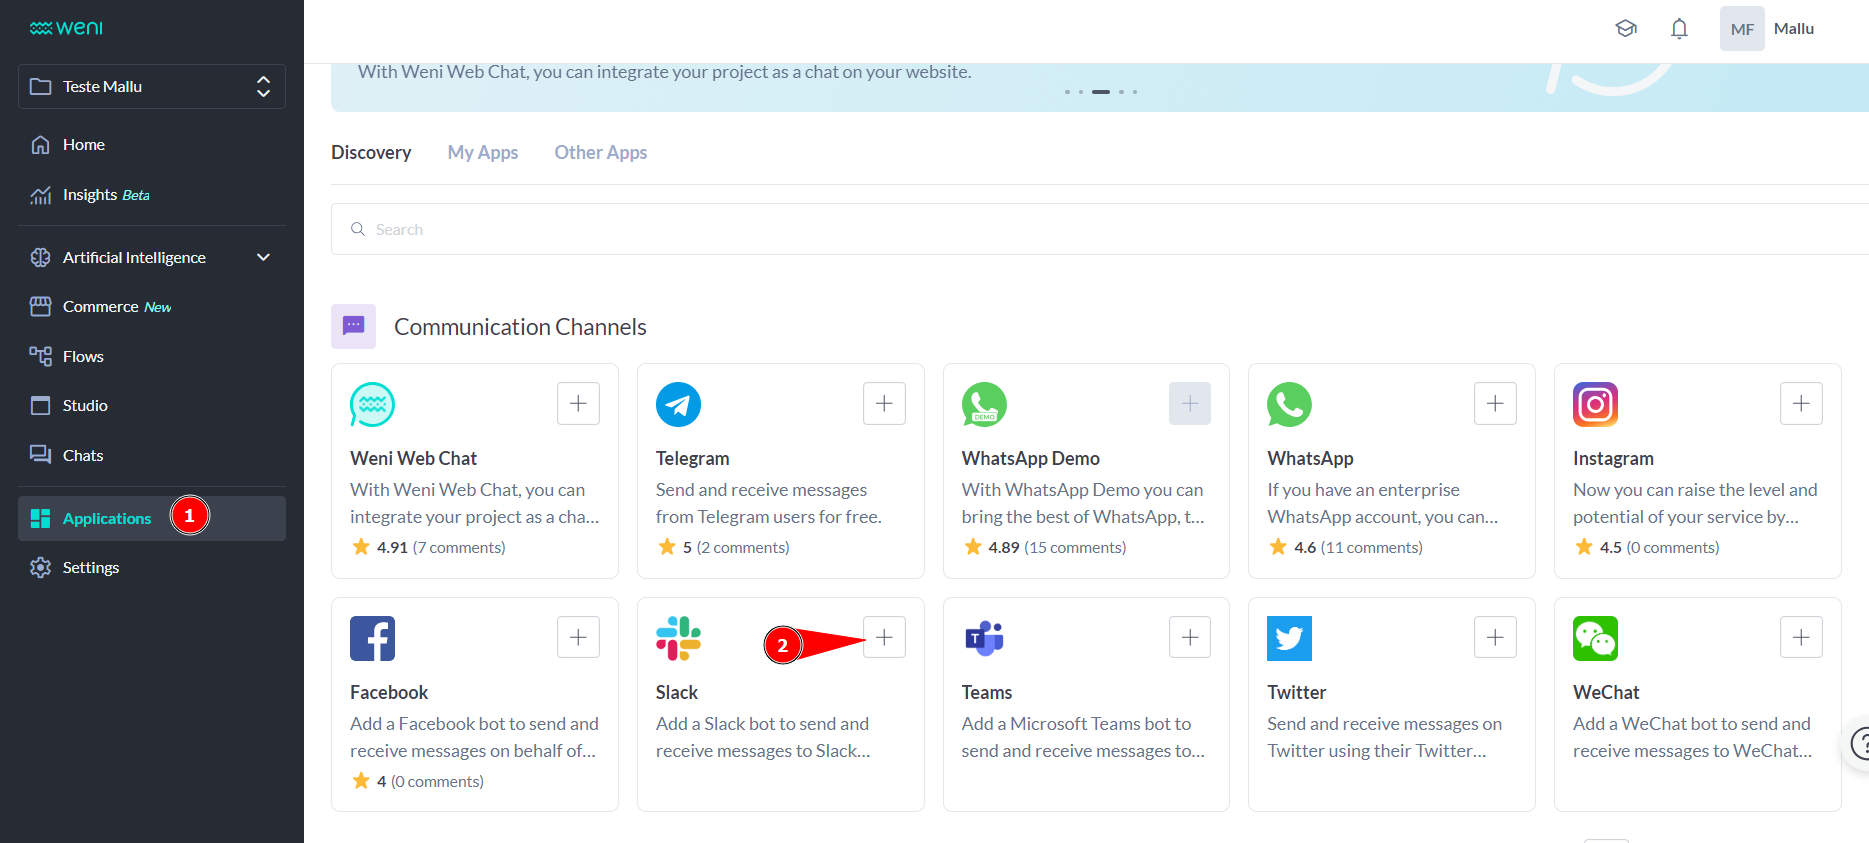 weni
Teste Mallu
Home
Insights Beta
Artificial Intelligence
Commerce New
Flows
Studio
Chats
Applications 1
Settings
MF Mallu
With Weni Web Chat, you can integrate your project as a chat on your website.
Discovery My Apps Other Apps
Search
Communication Channels
Weni Web Chat
With Weni Web Chat, you can
integrate your project as a cha...
4.91 (7 comments)
Telegram
Send and receive messages
from Telegram users for free.
5 (2 comments)
DEMO
WhatsApp Demo
With WhatsApp Demo you can
bring the best of WhatsApp, t...
4.89 (15 comments)
WhatsApp
If you have an enterprise
WhatsApp account, you can...
4.6 (11 comments)
Instagram
Now you can raise the level and
potential of your service by...
4.5 (0 comments)
Facebook
Add a Facebook bot to send and
receive messages on behalf of...
4 (0 comments)
2
Slack
Add a Slack bot to send and
receive messages to Slack...
T
Teams
Add a Microsoft Teams bot to
send and receive messages to...
Twitter
Send and receive messages on
Twitter using their Twitter...
WeChat
Add a WeChat bot to send and
receive messages to WeChat...
?